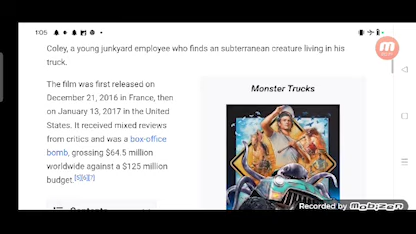 1:05
Coley, a young junkyard employee who finds an subterranean creature living in his
truck.
The film was first released on
December 21, 2016 in France, then
on January 13, 2017 in the United
States. It received mixed reviews
from critics and was a box-office
bomb, grossing $64.5 million
worldwide against a $125 million
budget.[5][6][7]
Monster Trucks
Recorded by mobizen